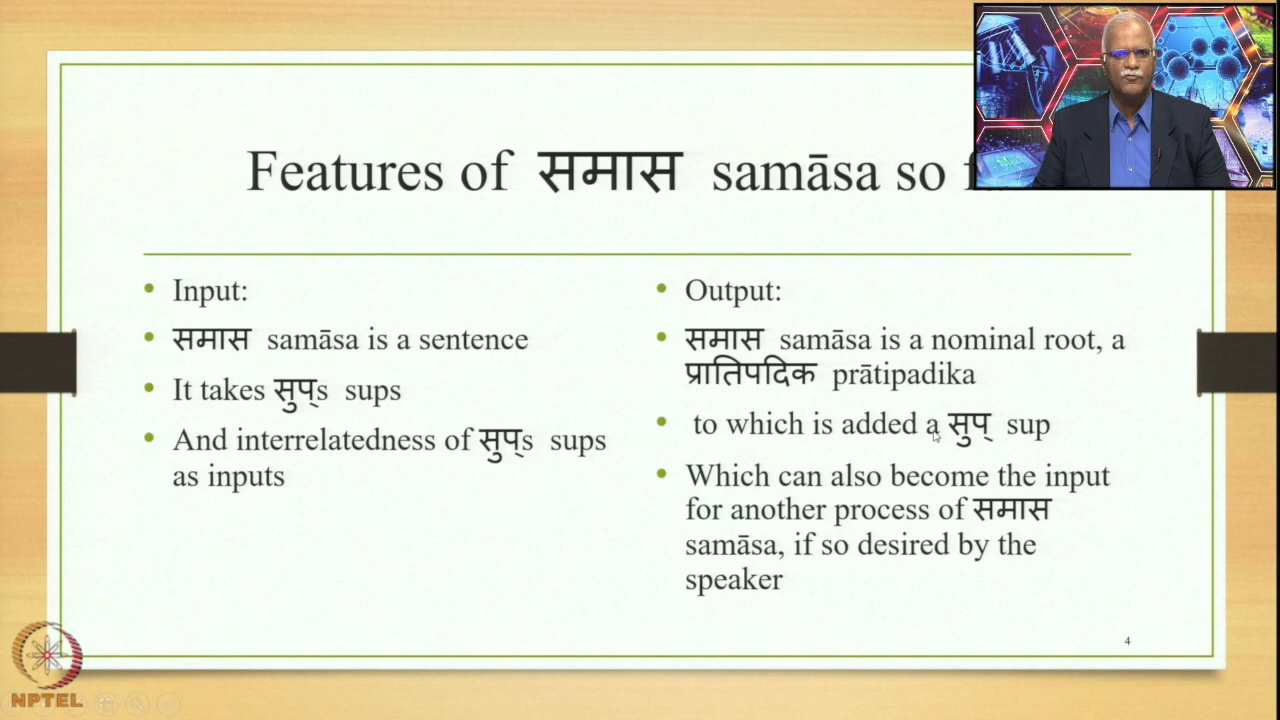 Features of समास samāsa so
Input:
समास samāsa is a sentence
It takes सुप्s sups
And interrelatedness of सुप्s sups
as inputs
Output:
समास samāsa is a nominal root, a
प्रातिपदिक prātipadika
to which is added a सुप् sup
Which can also become the input
for another process of समास
samāsa, if so desired by the
speaker
4
NPTEL